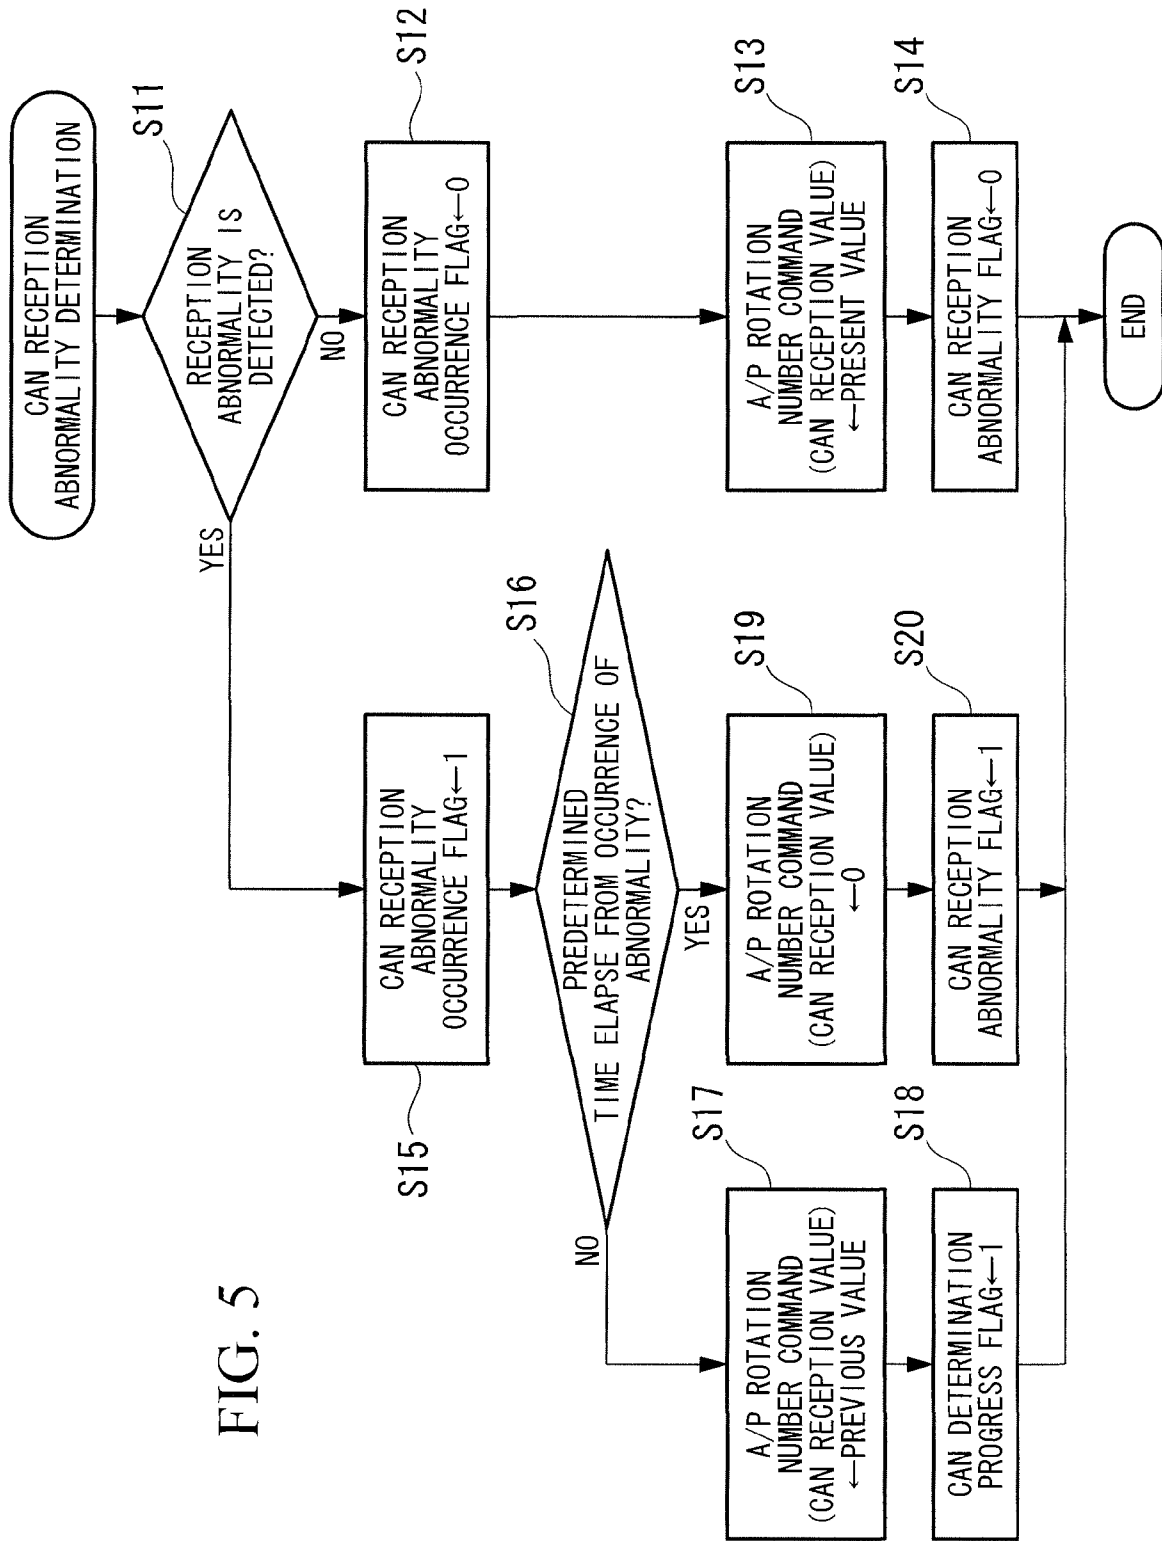 FIG. 5
CAN RECEPTION
ABNORMALITY DETERMINATION
S11
RECEPTION
ABNORMALITY IS
DETECTED?
NO
YES
S12
CAN RECEPTION
ABNORMALITY
OCCURRENCE FLAG←0
S13
A/P ROTATION
NUMBER COMMAND
(CAN RECEPTION VALUE)
←PRESENT VALUE
S14
CAN RECEPTION
ABNORMALITY FLAG←0
S15
CAN RECEPTION
ABNORMALITY
OCCURRENCE FLAG←1
S16
PREDETERMINED
TIME ELAPSE FROM OCCURRENCE OF
ABNORMALITY?
NO
YES
S17
A/P ROTATION
NUMBER COMMAND
(CAN RECEPTION VALUE)
←PREVIOUS VALUE
S18
CAN DETERMINATION
PROGRESS FLAG←1
S19
A/P ROTATION
NUMBER COMMAND
(CAN RECEPTION VALUE)
←0
S20
CAN RECEPTION
ABNORMALITY FLAG←1
END